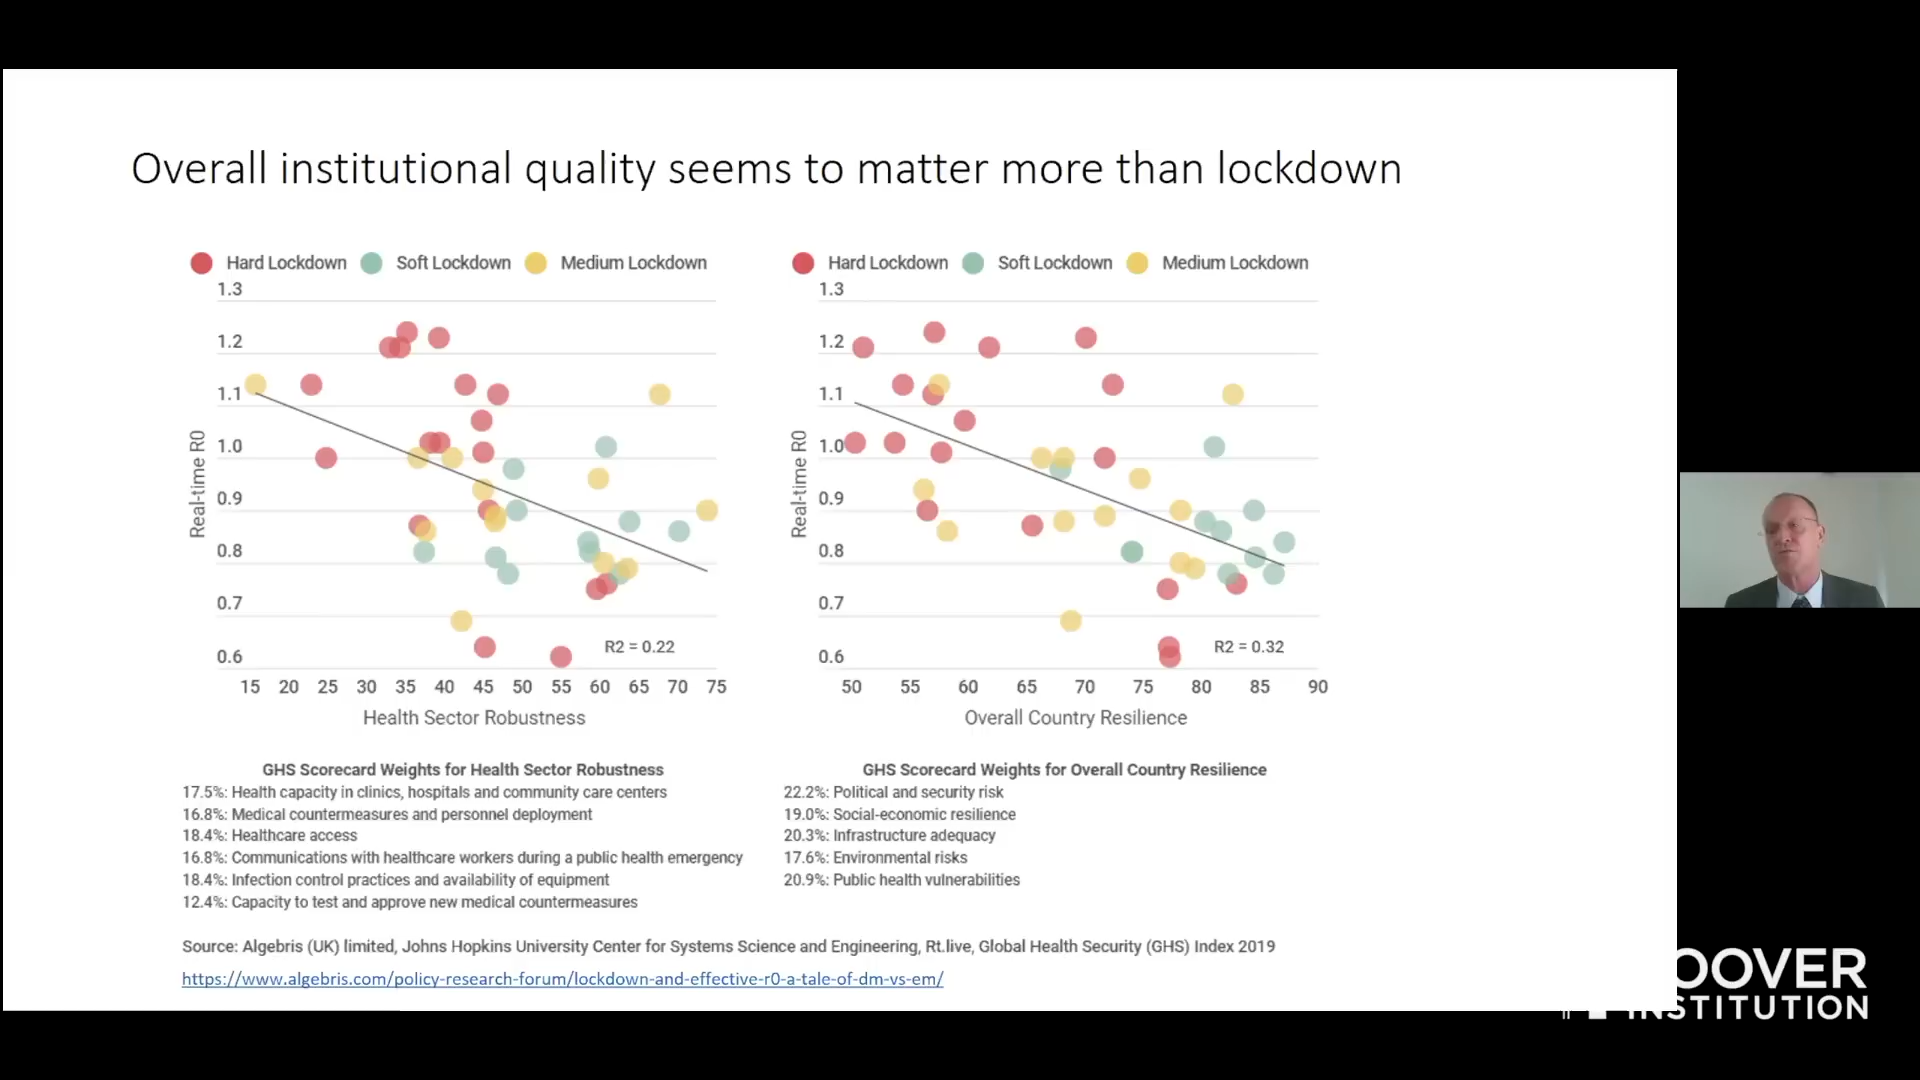 Overall institutional quality seems to matter more than lockdown
Hard Lockdown Soft Lockdown Medium Lockdown
1.3
1.2
1.1
1.0
0.9
0.8
0.7
0.6
Real-time R0
R2 = 0.22
15 20 25 30 35 40 45 50 55 60 65 70 75
Health Sector Robustness
Hard Lockdown Soft Lockdown Medium Lockdown
1.3
1.2
1.1
1.0
0.9
0.8
0.7
0.6
Real-time R0
R2 = 0.32
50 55 60 65 70 75 80 85 90
Overall Country Resilience
GHS Scorecard Weights for Health Sector Robustness
17.5%: Health capacity in clinics, hospitals and community care centers
16.8%: Medical countermeasures and personnel deployment
18.4%: Healthcare access
16.8%: Communications with healthcare workers during a public health emergency
18.4%: Infection control practices and availability of equipment
12.4%: Capacity to test and approve new medical countermeasures
GHS Scorecard Weights for Overall Country Resilience
22.2%: Political and security risk
19.0%: Social-economic resilience
20.3%: Infrastructure adequacy
17.6%: Environmental risks
20.9%: Public health vulnerabilities
Source: Algebris (UK) limited, Johns Hopkins University Center for Systems Science and Engineering, Rt.live, Global Health Security (GHS) Index 2019
https://www.algebris.com/policy-research-forum/lockdown-and-effective-r0-a-tale-of-dm-vs-em/
OOVER
INSTITUTION